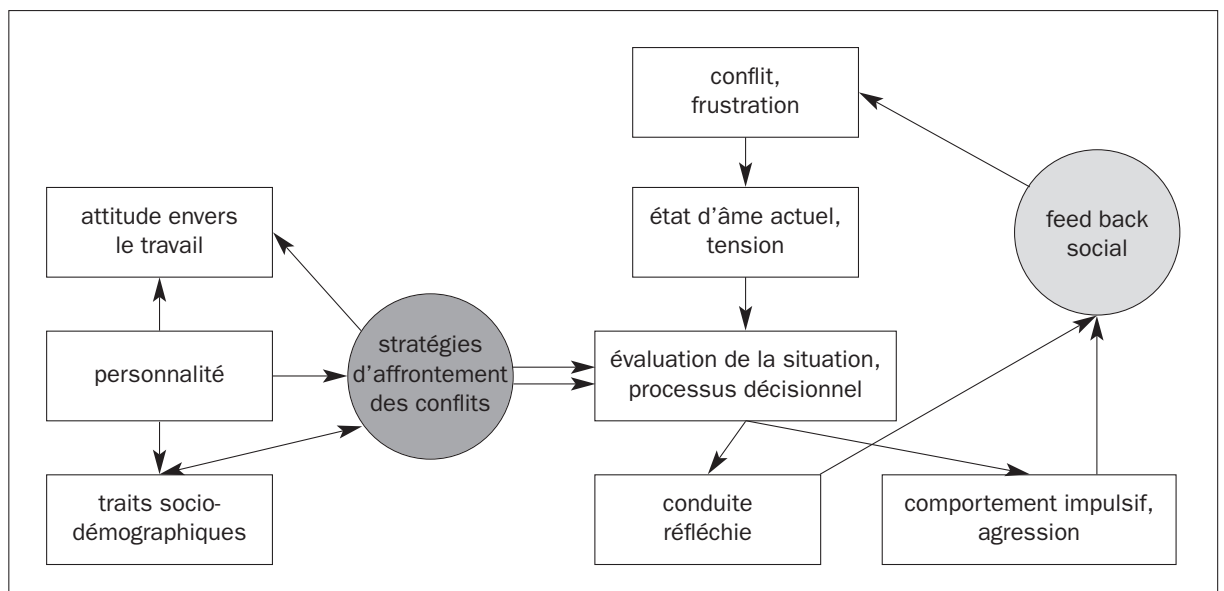 conflit,
frustration
attitude envers
le travail
état d'âme actuel,
tension
feed back
social
personnalité
stratégies
d'affrontement
des conflits
évaluation de la situation,
processus décisionnel
traits socio-
démographiques
conduite
réfléchie
comportement impulsif,
agression